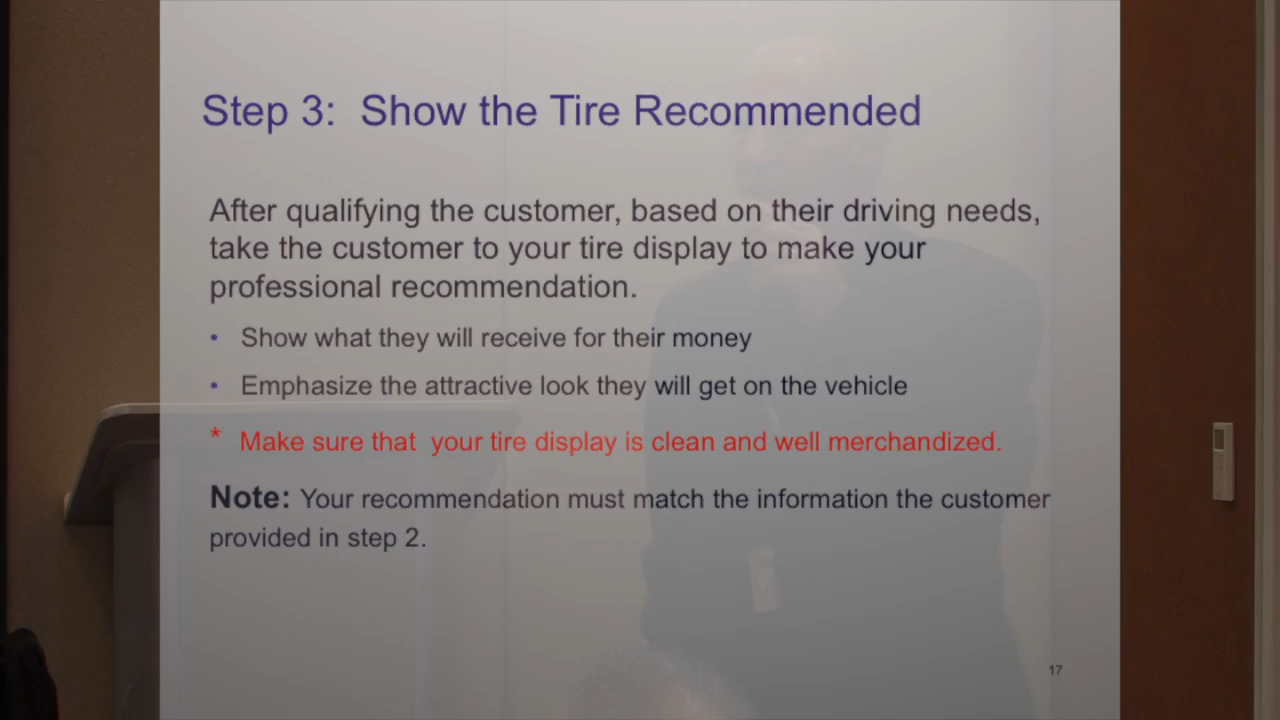 Step 3:  Show the Tire Recommended
After qualifying the customer, based on their driving needs,
take the customer to your tire display to make your
professional recommendation.
• Show what they will receive for their money
• Emphasize the attractive look they will get on the vehicle
* Make sure that  your tire display is clean and well merchandized.
Note: Your recommendation must match the information the customer
provided in step 2.
17